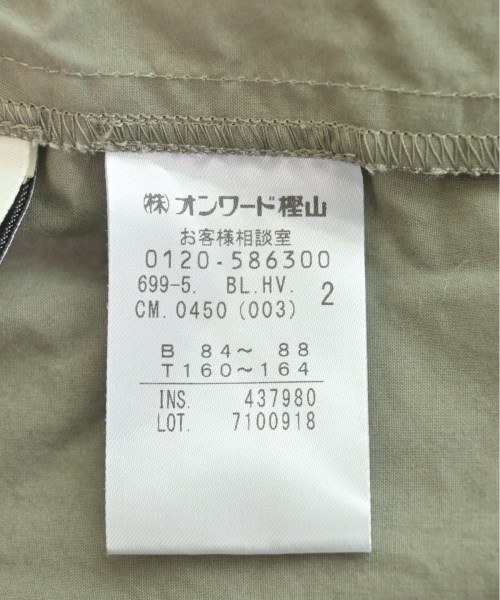 ㈱オンワード樫山
お客様相談室
0120-586300
699-5. BL.HV. 2
CM.0450(003)
B 84～ 88
T 160～164
INS. 437980
LOT. 7100918